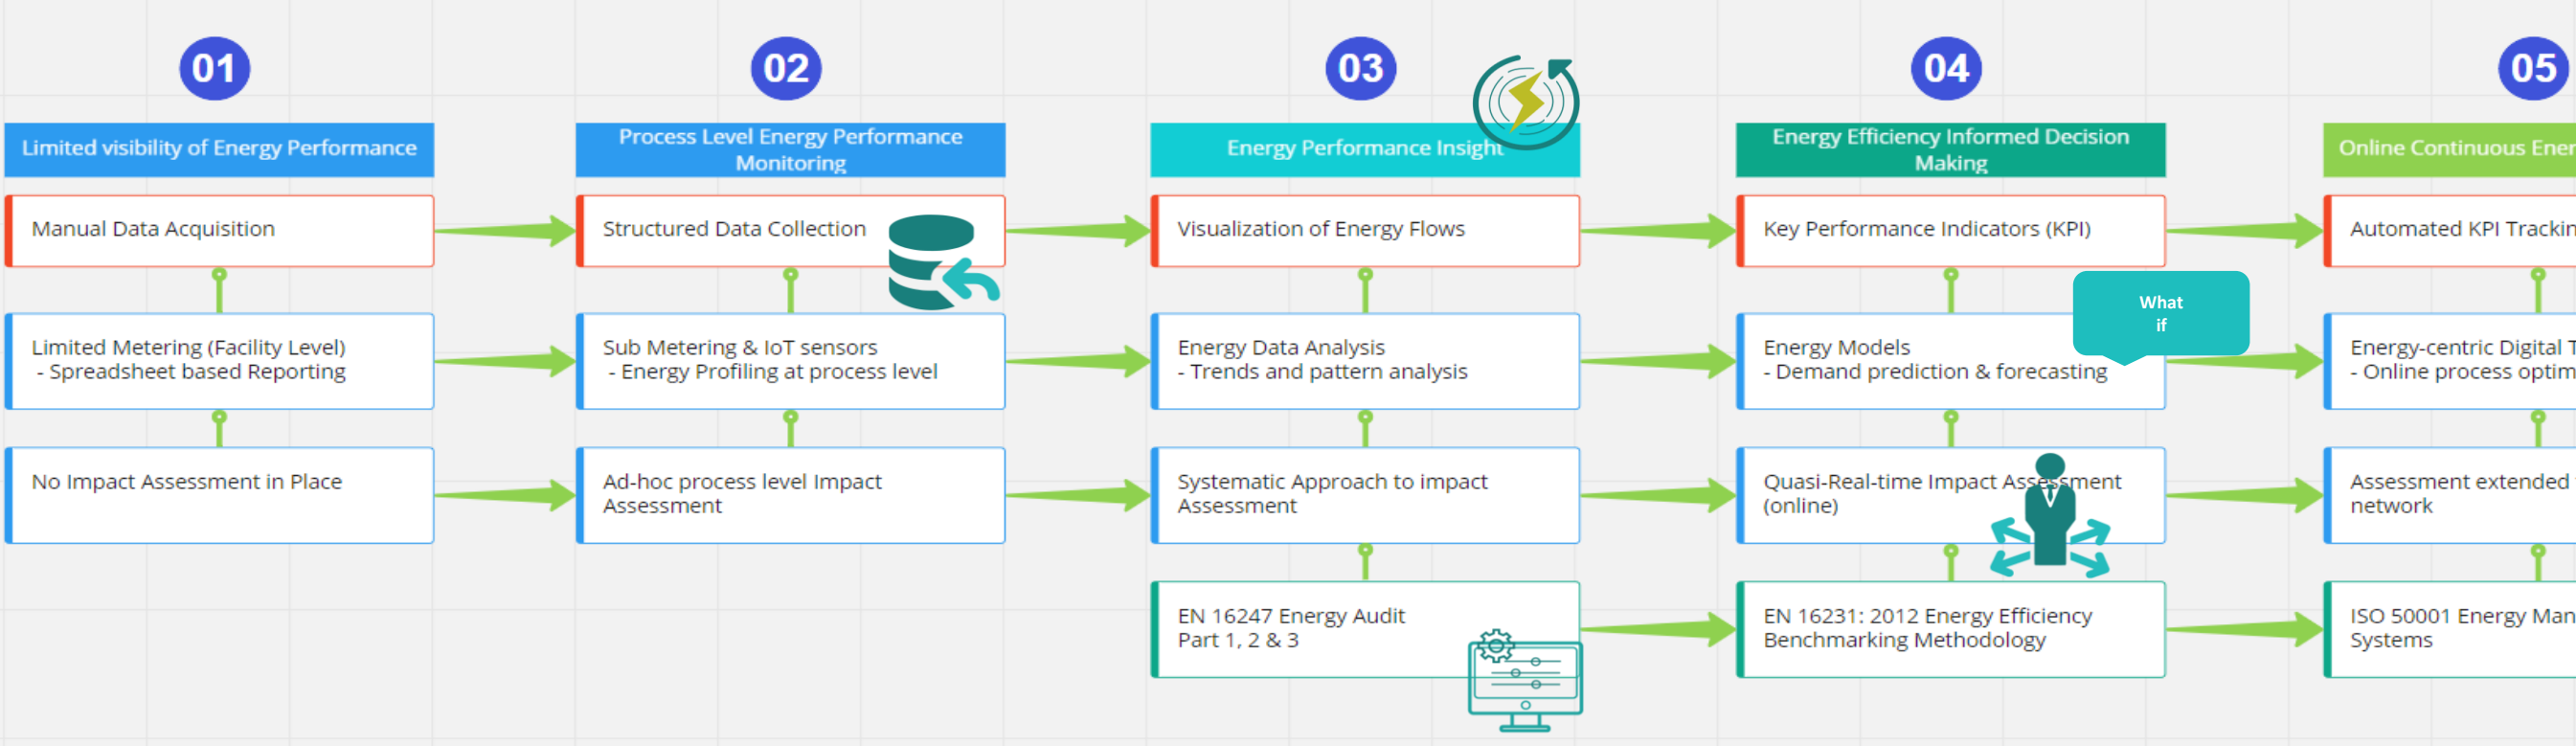 01
Limited visibility of Energy Performance
Manual Data Acquisition
Limited Metering (Facility Level)
- Spreadsheet based Reporting
No Impact Assessment in Place
02
Process Level Energy Performance
Monitoring
Structured Data Collection
Sub Metering & IoT sensors
- Energy Profiling at process level
Ad-hoc process level Impact
Assessment
03
Energy Performance Insight
Visualization of Energy Flows
Energy Data Analysis
- Trends and pattern analysis
Systematic Approach to impact
Assessment
EN 16247 Energy Audit
Part 1, 2 & 3
04
Energy Efficiency Informed Decision
Making
Key Performance Indicators (KPI)
What
if
Energy Models
- Demand prediction & forecasting
Quasi-Real-time Impact Assessment
(online)
EN 16231: 2012 Energy Efficiency
Benchmarking Methodology
05
Online Continuous
Automated KPI
Energy-centric Digital
- Online process
Assessment extended
network
ISO 50001 Energy
Systems